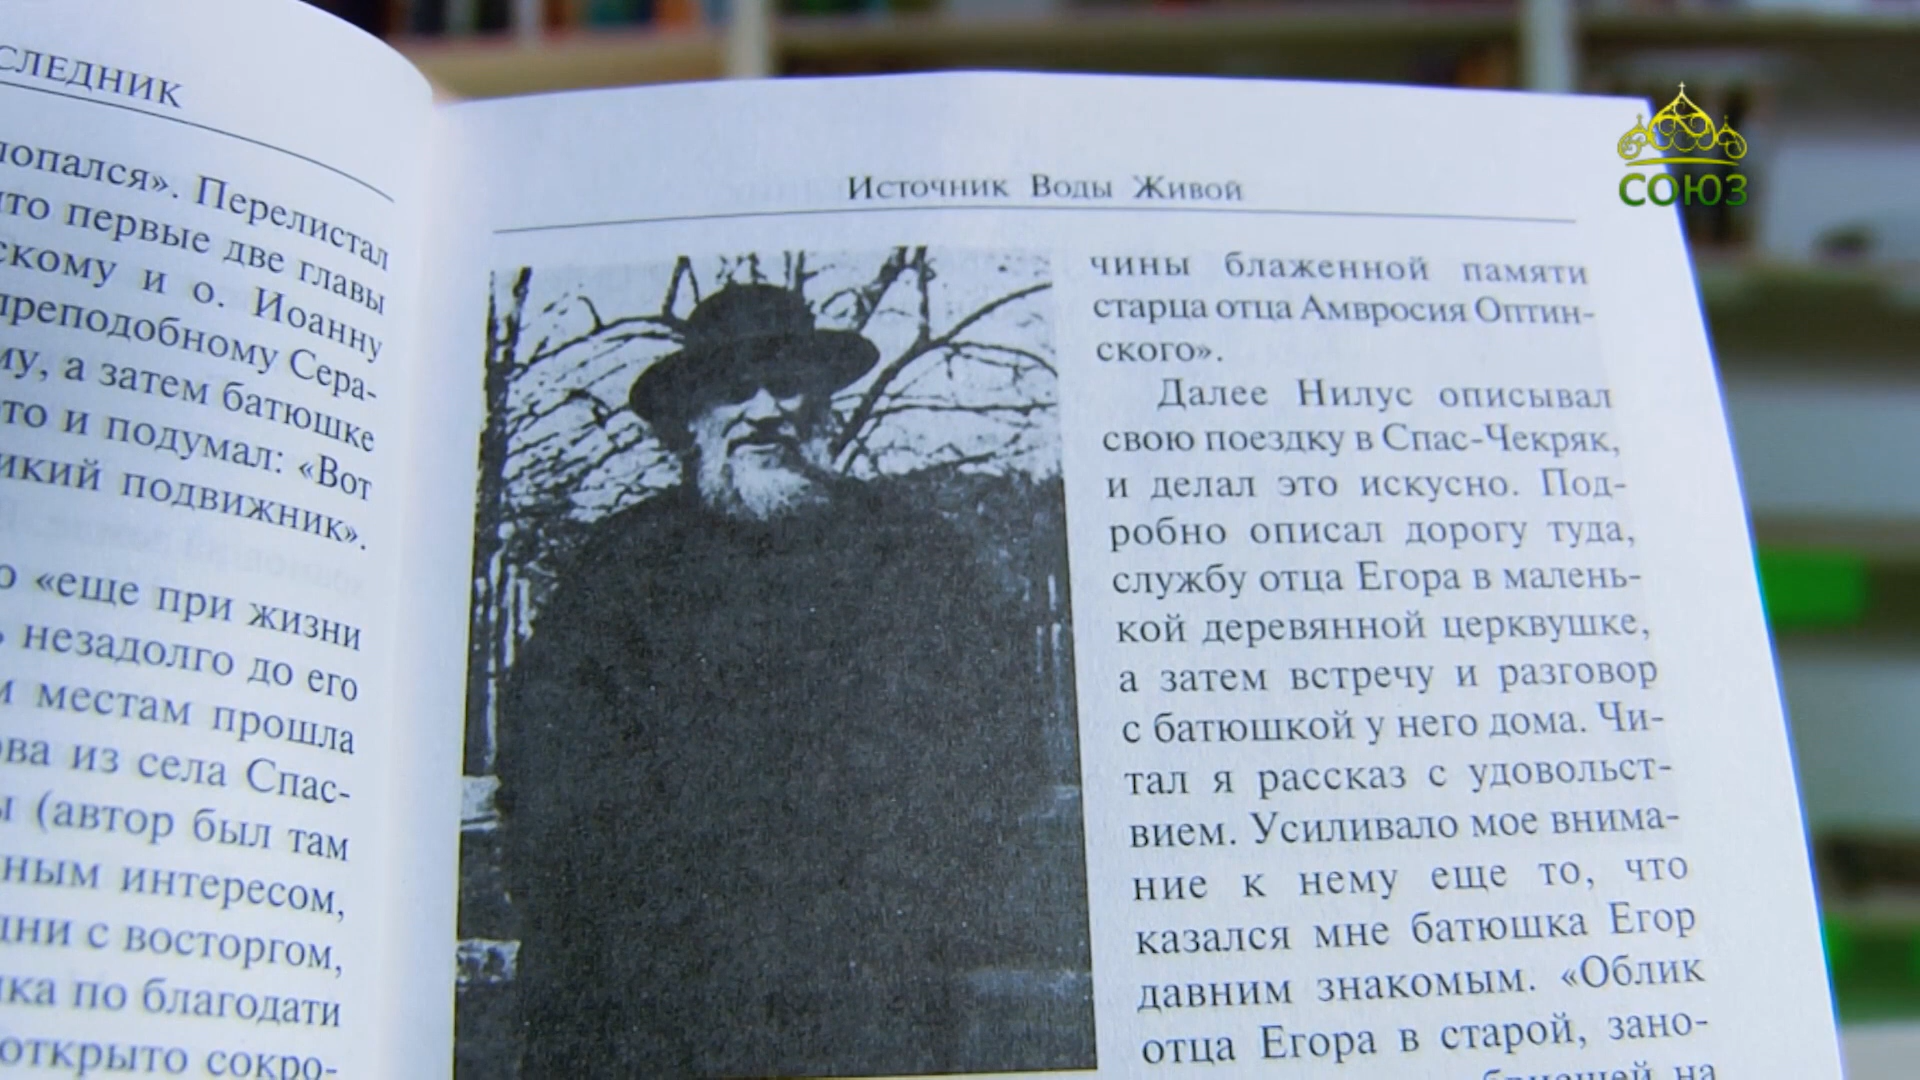 СЛЕДНИК
попался». Перелистал
что первые две главы
скому и о. Иоанну
преподобному Сера-
му, а затем батюшке
то и подумал: «Вот
икий подвижник».
о «еще при жизни
ь незадолго до его
и местам прошла
ова из села Спас-
ы (автор был там
ным интересом,
дни с восторгом,
ка по благодати
открыто сокро-
Источник Воды Живой
чины блаженной памяти
старца отца Амвросия Оптин-
ского».
Далее Нилус описывал
свою поездку в Спас-Чекряк,
и делал это искусно. Под-
робно описал дорогу туда,
службу отца Егора в малень-
кой деревянной церквушке,
а затем встречу и разговор
с батюшкой у него дома. Чи-
тал я рассказ с удовольст-
вием. Усиливало мое внима-
ние к нему еще то, что
казался мне батюшка Егор
давним знакомым. «Облик
отца Егора в старой, зано-
на
СОЮЗ